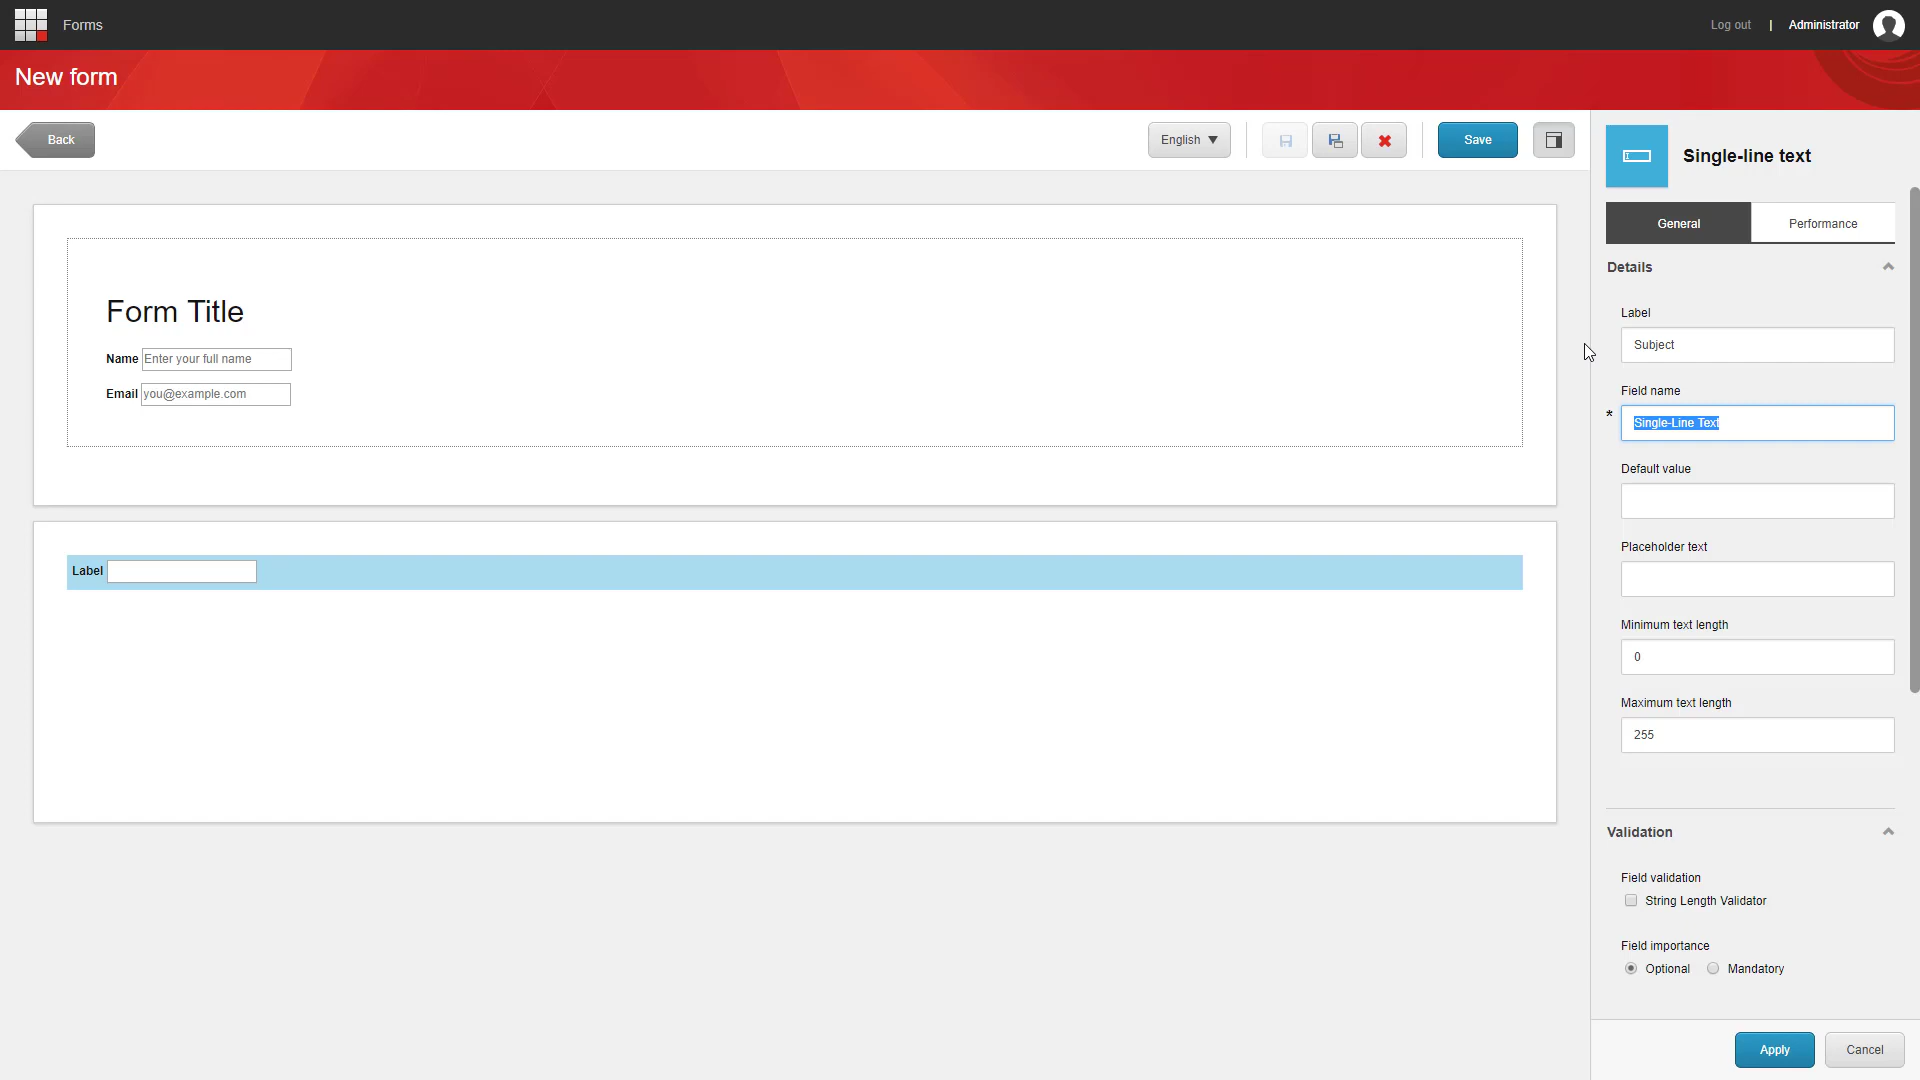 Forms
Log out | Administrator
New form
Back
English
Save
Single-line text
General
Performance
Details
Form Title
Name Enter your full name
Email you@example.com
Label
Label
Subject
Field name
* Single-Line Text
Default value
Placeholder text
Minimum text length
0
Maximum text length
255
Validation
Field validation
String Length Validator
Field importance
Optional Mandatory
Apply
Cancel